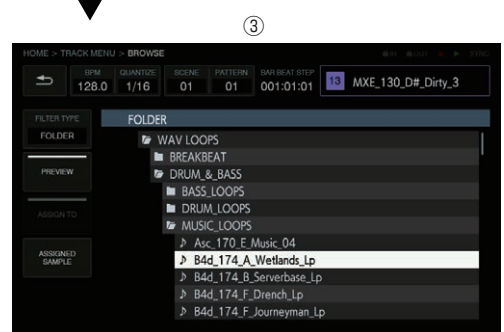 ③
HOME > TRACK MENU > BROWSE
SYNC
BPM QUANTIZE SCENE PATTERN BAR:BEAT:STEP
128.0 1/16 01 01 001:01:01 13 MXE_130_D#_Dirty_3
FILTER TYPE
FOLDER
FOLDER
WAV LOOPS
BREAKBEAT
PREVIEW
DRUM_&_BASS
BASS_LOOPS
DRUM_LOOPS
ASSIGN TO
MUSIC_LOOPS
Asc_170_E_Music_04
ASSIGNED
SAMPLE
B4d_174_A_Wetlands_Lp
B4d_174_B_Serverbase_Lp
B4d_174_F_Drench_Lp
B4d_174_F_Journeyman_Lp